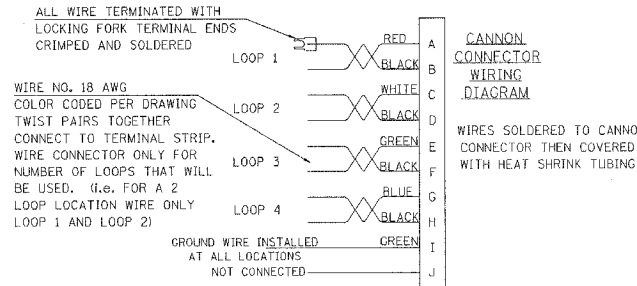 ALL WIRE TERMINATED WITH
LOCKING FORK TERMINAL ENDS
CRIMPED AND SOLDERED
WIRE NO. 18 AWG
COLOR CODED PER DRAWING
TWIST PAIRS TOGETHER
CONNECT TO TERMINAL STRIP.
WIRE CONNECTOR ONLY FOR
NUMBER OF LOOPS THAT WILL
BE USED. (i.e. FOR A 2
LOOP LOCATION WIRE ONLY
LOOP 1 AND LOOP 2)
LOOP 1
RED A
BLACK B
LOOP 2
WHITE C
BLACK D
LOOP 3
GREEN E
BLACK F
LOOP 4
BLUE G
BLACK H
GROUND WIRE INSTALLED
AT ALL LOCATIONS
GREEN I
NOT CONNECTED J
CANNON
CONNECTOR
WIRING
DIAGRAM
WIRES SOLDERED TO CANNO
CONNECTOR THEN COVERED
WITH HEAT SHRINK TUBING